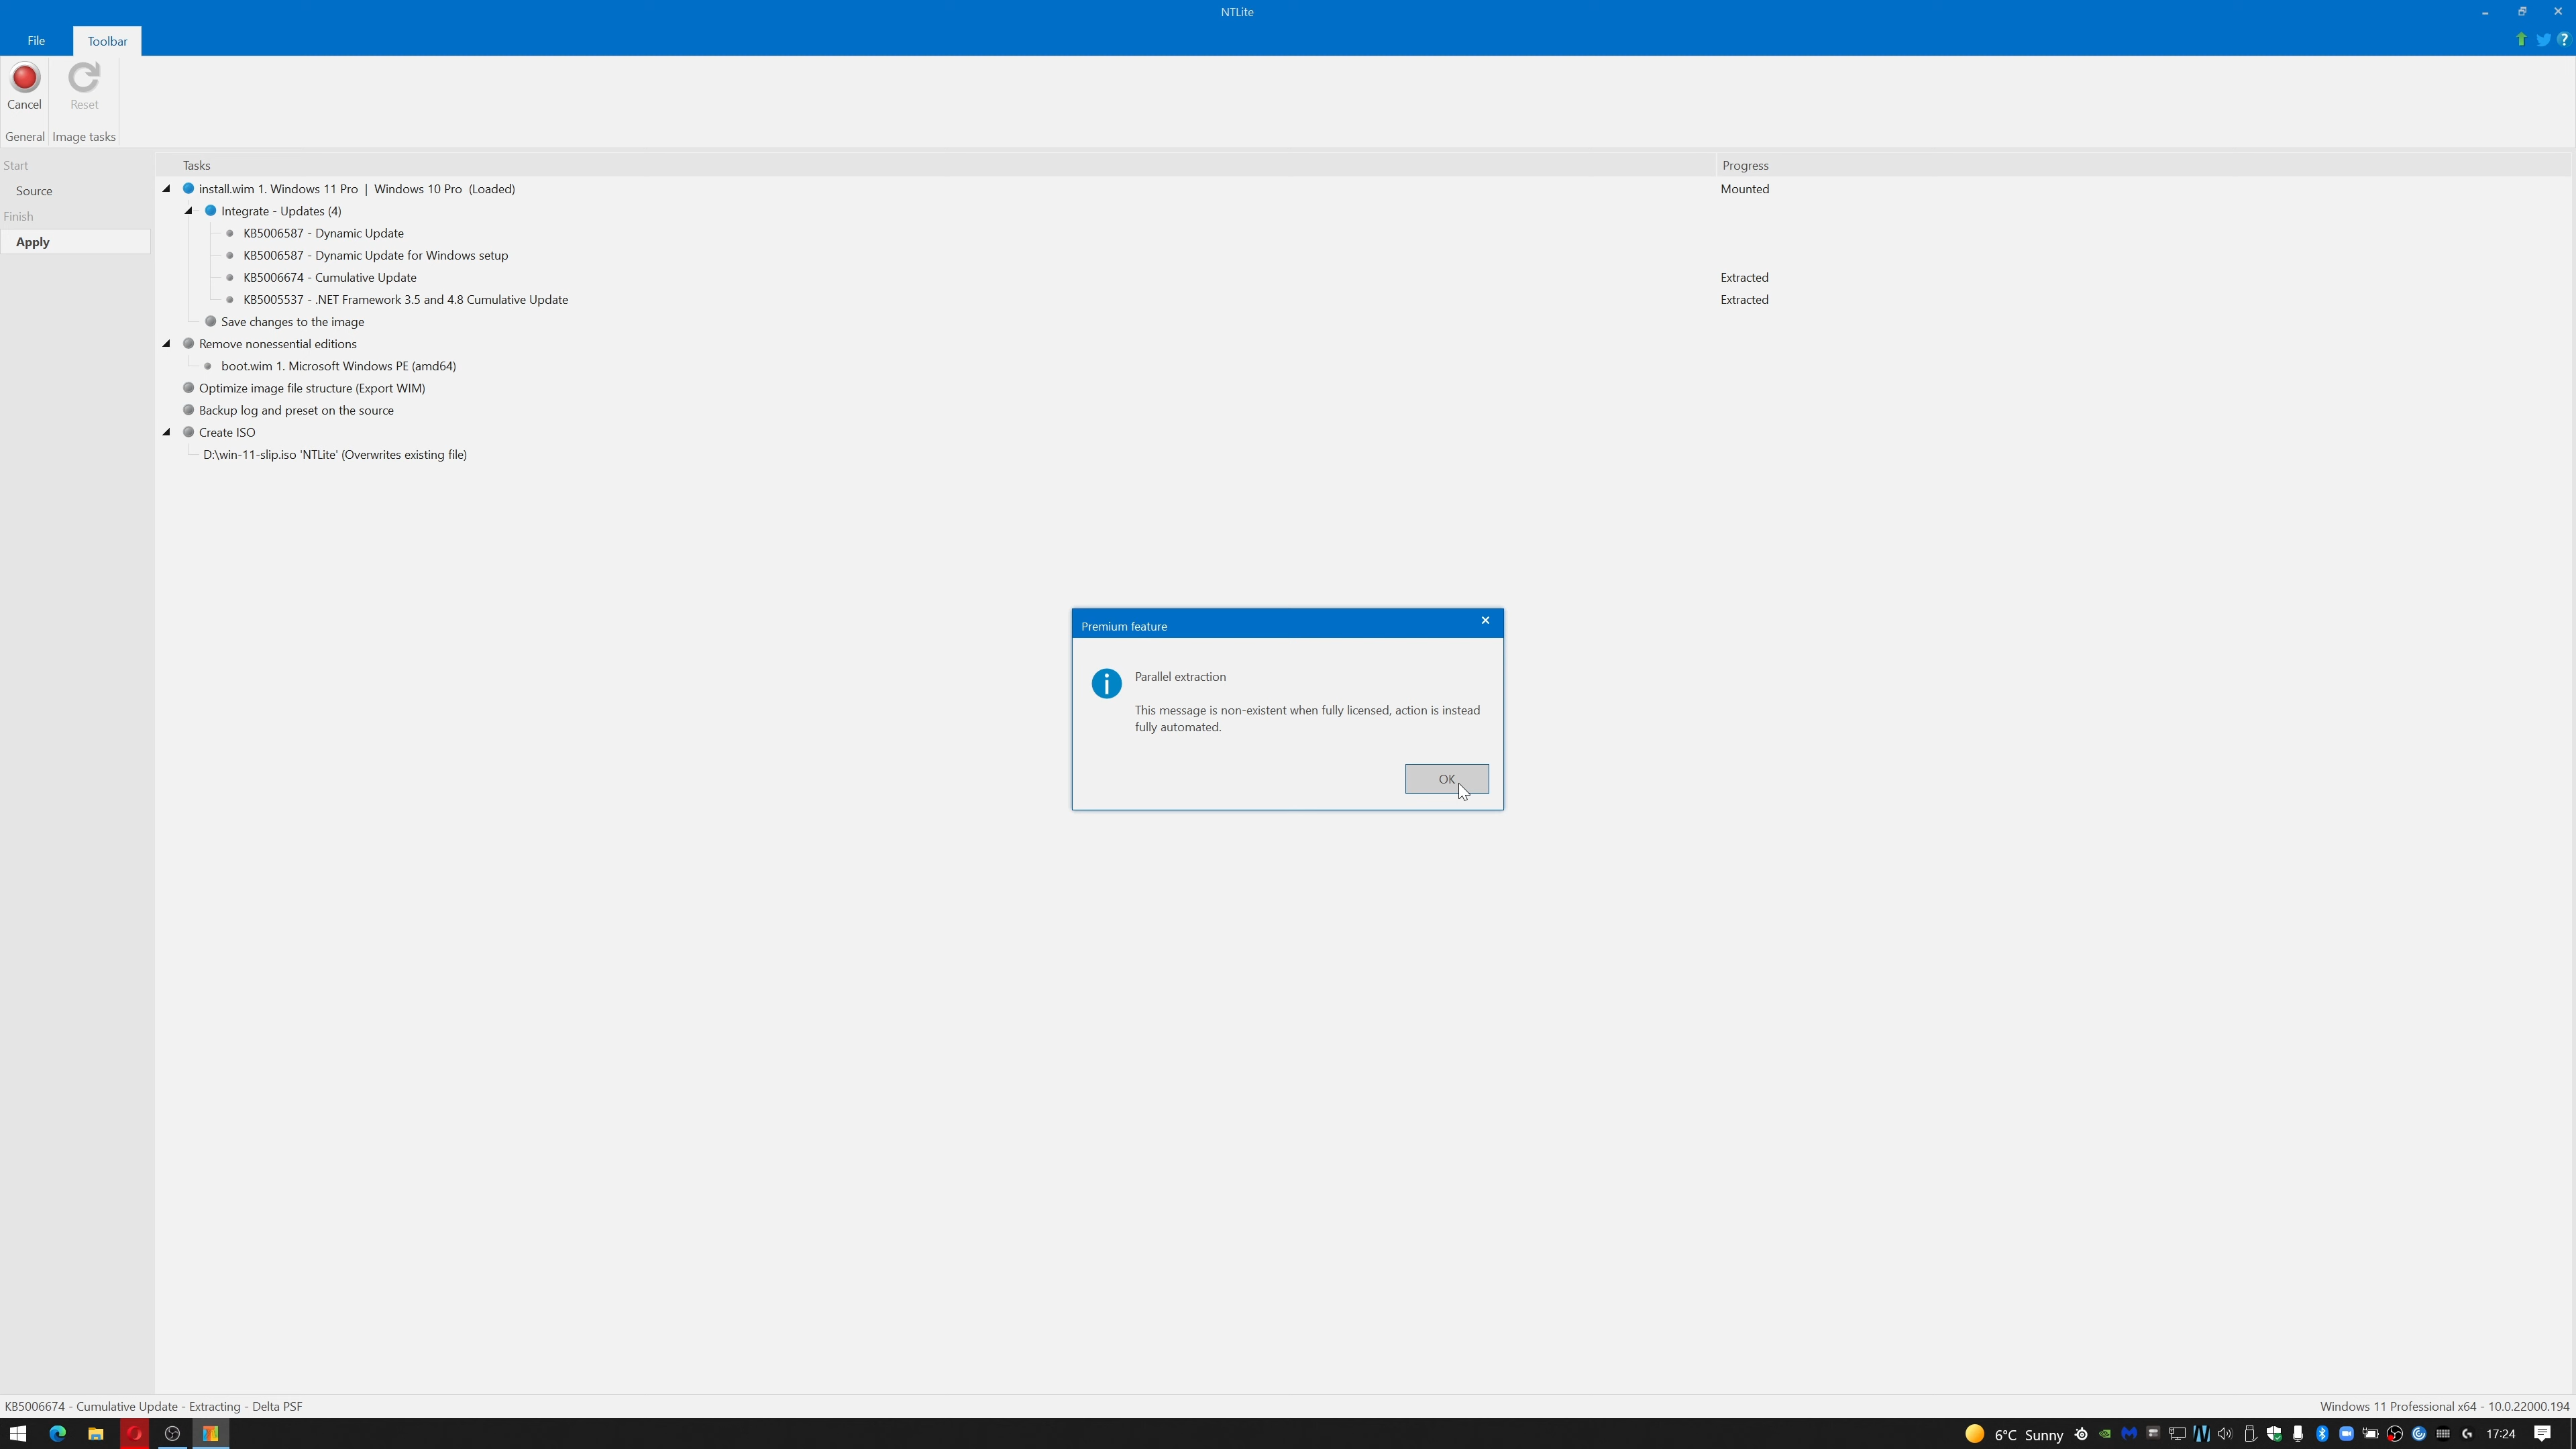 NTLite
File
Toolbar
Cancel
Reset
General
Image tasks
Start
Source
Finish
Apply
Tasks
Progress
install.wim 1. Windows 11 Pro | Windows 10 Pro (Loaded)
Mounted
Integrate - Updates (4)
KB5006587 - Dynamic Update
KB5006587 - Dynamic Update for Windows setup
KB5006674 - Cumulative Update
Extracted
KB5005537 - .NET Framework 3.5 and 4.8 Cumulative Update
Extracted
Save changes to the image
Remove nonessential editions
boot.wim 1. Microsoft Windows PE (amd64)
Optimize image file structure (Export WIM)
Backup log and preset on the source
Create ISO
D:\win-11-slip.iso 'NTLite' (Overwrites existing file)
Premium feature
Parallel extraction
This message is non-existent when fully licensed, action is instead
fully automated.
OK
KB5006674 - Cumulative Update - Extracting - Delta PSF
Windows 11 Professional x64 - 10.0.22000.194
6°C Sunny
17:24